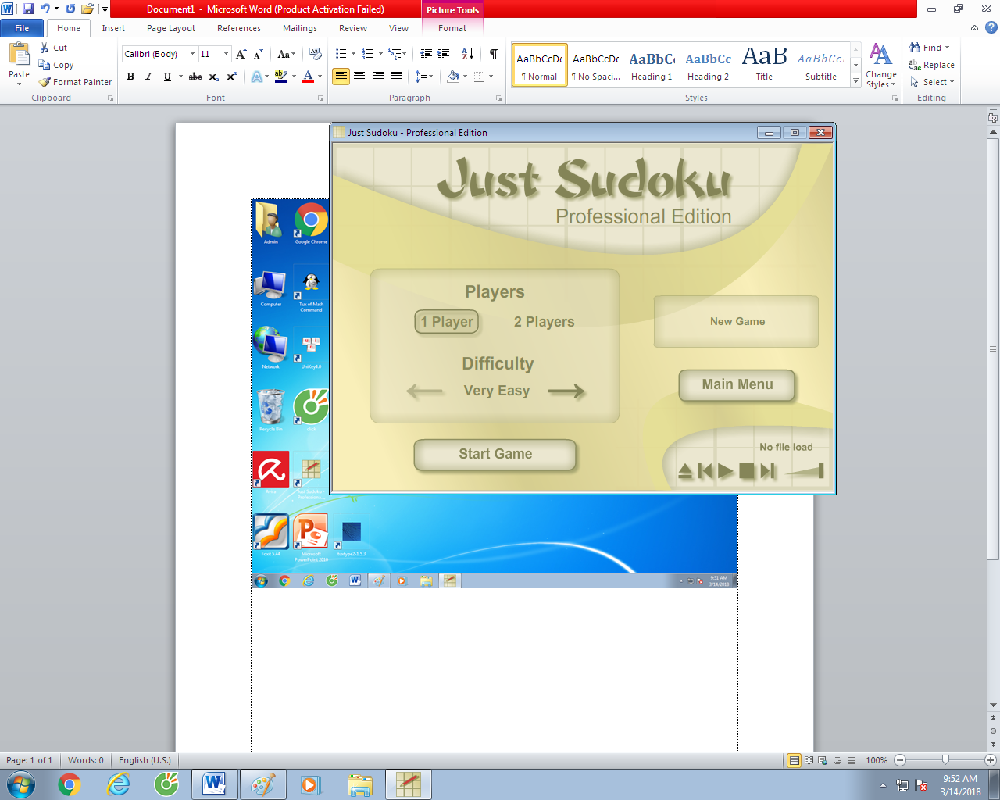 Document1 - Microsoft Word (Product Activation Failed)
Picture Tools
File Home Insert Page Layout References Mailings Review View Format
Paste
Cut
Copy
Format Painter
Clipboard
Calibri (Body) 11
Font
Paragraph
AaBbCcDc AaBbCcDc AaBbCc AaBbCc AaB AaBbCc.
¶ Normal ¶ No Spaci... Heading 1 Heading 2 Title Subtitle
Change
Styles
Styles
Find
Replace
Select
Editing
Just Sudoku - Professional Edition
Just Sudoku
Professional Edition
Players
1 Player 2 Players
Difficulty
Very Easy
Start Game
New Game
Main Menu
No file load
Admin Google Chrome
Computer Tux of Math
Command
Network UniKey4.0
Recycle Bin
Avira Just Sudoku -
Professiona...
Foxit 5.44 Microsoft
PowerPoint 2010 tuxtype2-1.5.3
9:51 AM
3/14/2018
Page: 1 of 1 Words: 0 English (U.S.) 100%
9:52 AM
3/14/2018